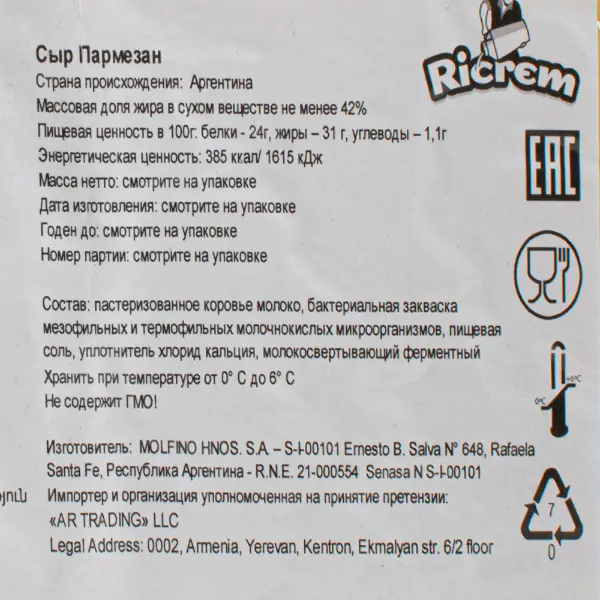 Ricrem
Сыр Пармезан
Страна происхождения: Аргентина
Массовая доля жира в сухом веществе не менее 42%
Пищевая ценность в 100г: белки - 24г, жиры – 31 г, углеводы – 1,1г
Энергетическая ценность: 385 ккал/ 1615 кДж
EAC
Масса нетто: смотрите на упаковке
Дата изготовления: смотрите на упаковке
Годен до: смотрите на упаковке
Номер партии: смотрите на упаковке
Состав: пастеризованное коровье молоко, бактериальная закваска
мезофильных и термофильных молочнокислых микроорганизмов, пищевая
соль, уплотнитель хлорид кальция, молокосвертывающий ферментный
Хранить при температуре от 0° С до 6° С
+6ºC
0ºC
Не содержит ГМО!
Изготовитель: MOLFINO HNOS. S.A. – S-I-00101 Ernesto B. Salva N° 648, Rafaela
Santa Fe, Республика Аргентина - R.N.E. 21-000554 Senasa N S-I-00101
Импортер и организация уполномоченная на принятие претензии:
«AR TRADING» LLC
Legal Address: 0002, Armenia, Yerevan, Kentron, Ekmalyan str. 6/2 floor
7
0